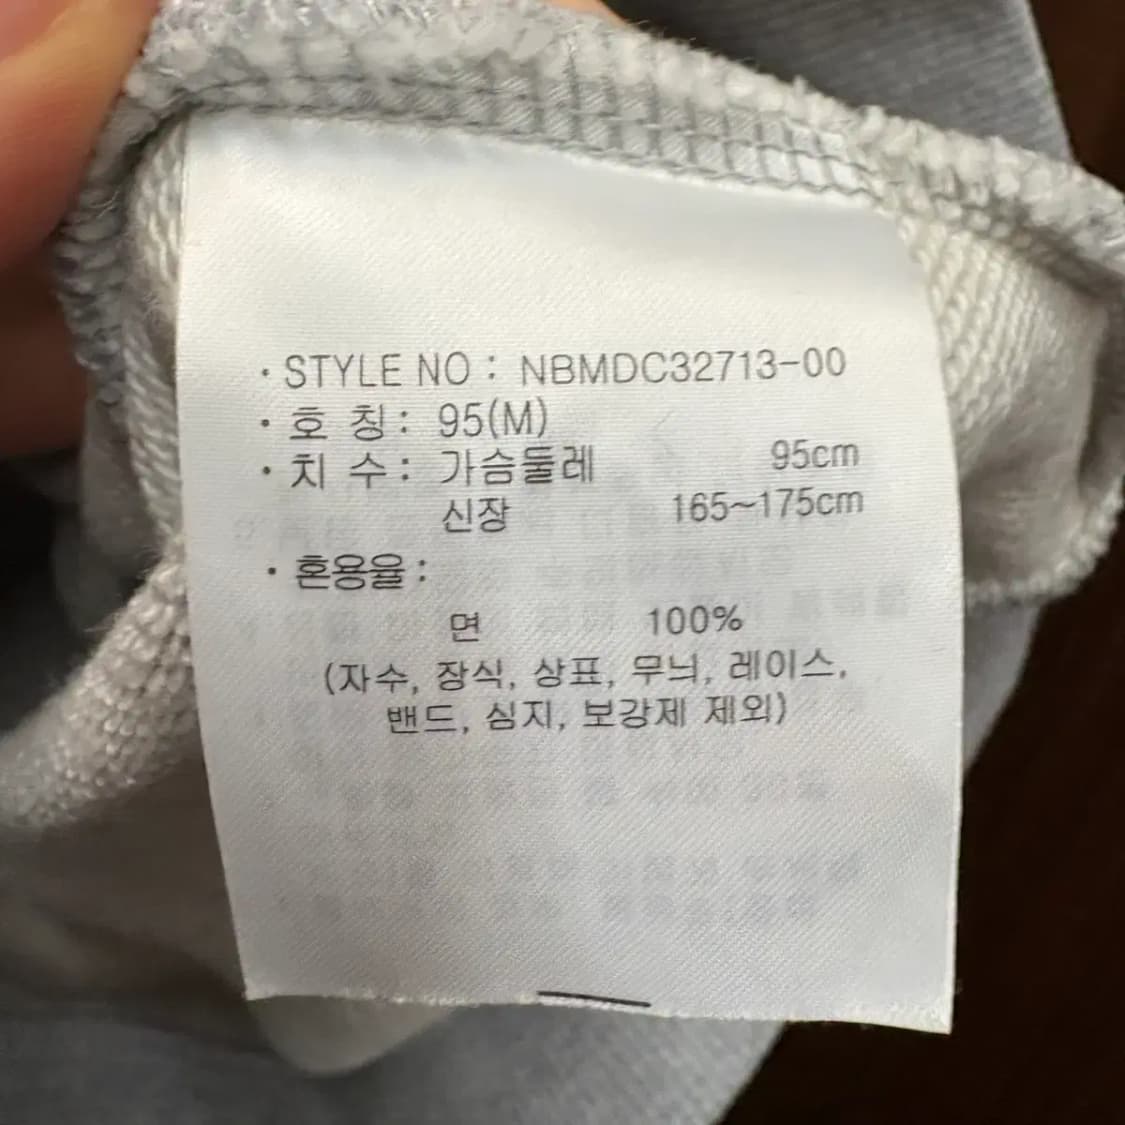 · STYLE NO : NBMDC32713-00
· 호 칭 : 95(M)
· 치 수 : 가슴둘레 95cm
신장 165~175cm
· 혼용율 :
면 100%
(자수, 장식, 상표, 무늬, 레이스,
밴드, 심지, 보강제 제외)